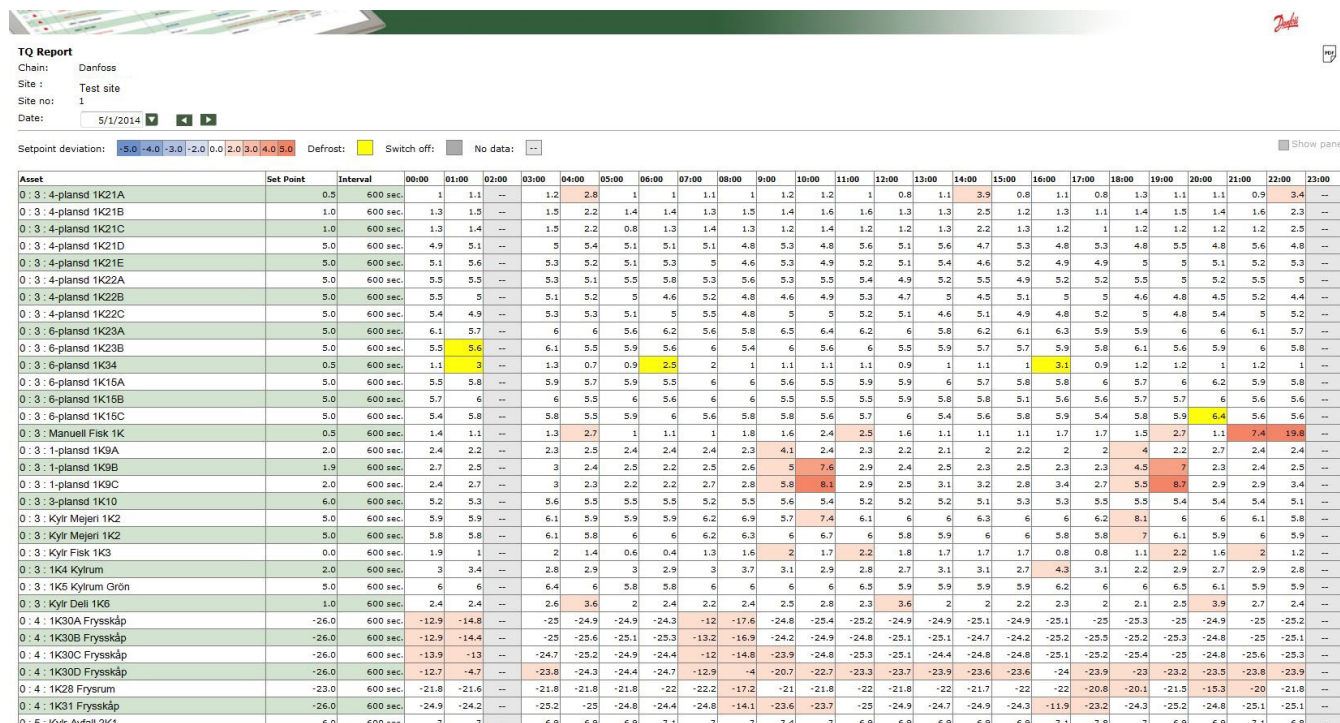 Danfoss
TQ Report
PDF
Chain: Danfoss
Site : Test site
Site no: 1
Date: 5/1/2014
Setpoint deviation: -5.0 -4.0 -3.0 -2.0 0.0 2.0 3.0 4.0 5.0 Defrost: Switch off: No data: -- Show pane
Asset Set Point Interval 00:00 01:00 02:00 03:00 04:00 05:00 06:00 07:00 08:00 9:00 10:00 11:00 12:00 13:00 14:00 15:00 16:00 17:00 18:00 19:00 20:00 21:00 22:00 23:00
0 : 3 : 4-plansd 1K21A 0.5 600 sec. 1 1.1 -- 1.2 2.8 1 1 1.1 1 1.2 1.2 1 0.8 1.1 3.9 0.8 1.1 0.8 1.3 1.1 1.1 0.9 3.4 --
0 : 3 : 4-plansd 1K21B 1.0 600 sec. 1.3 1.5 -- 1.5 2.2 1.4 1.4 1.3 1.5 1.4 1.6 1.6 1.3 1.3 2.5 1.2 1.3 1.1 1.4 1.5 1.4 1.6 2.3 --
0 : 3 : 4-plansd 1K21C 1.0 600 sec. 1.3 1.4 -- 1.5 2.2 0.8 1.3 1.4 1.3 1.2 1.4 1.2 1.2 1.3 2.2 1.3 1.2 1 1.2 1.2 1.2 1.2 2.5 --
0 : 3 : 4-plansd 1K21D 5.0 600 sec. 4.9 5.1 -- 5 5.4 5.1 5.1 5.1 4.8 5.3 4.8 5.6 5.1 5.6 4.7 5.3 4.8 5.3 4.8 5.5 4.8 5.6 4.8 --
0 : 3 : 4-plansd 1K21E 5.0 600 sec. 5.1 5.6 -- 5.3 5.2 5.1 5.3 5 4.6 5.3 4.9 5.2 5.1 5.4 4.6 5.2 4.9 4.9 5 5 5.1 5.2 5.3 --
0 : 3 : 4-plansd 1K22A 5.0 600 sec. 5.5 5.5 -- 5.3 5.1 5.5 5.8 5.3 5.6 5.3 5.5 5.4 4.9 5.2 5.5 4.9 5.2 5.2 5.5 5 5.2 5.5 5 --
0 : 3 : 4-plansd 1K22B 5.0 600 sec. 5.5 5 -- 5.1 5.2 5 4.6 5.2 4.8 4.6 4.9 5.3 4.7 5 4.5 5.1 5 5 4.6 4.8 4.5 5.2 4.4 --
0 : 3 : 4-plansd 1K22C 5.0 600 sec. 5.4 4.9 -- 5.3 5.3 5.1 5 5.5 4.8 5 5 5.2 5.1 4.6 5.1 4.9 4.8 5.2 5 4.8 5.4 5 5.2 --
0 : 3 : 6-plansd 1K23A 5.0 600 sec. 6.1 5.7 -- 6 6 5.6 6.2 5.6 5.8 6.5 6.4 6.2 6 5.8 6.2 6.1 6.3 5.9 5.9 6 6 6.1 5.7 --
0 : 3 : 6-plansd 1K23B 5.0 600 sec. 5.5 5.6 -- 6.1 5.5 5.9 5.6 6 5.4 6 5.6 6 5.5 5.9 5.7 5.7 5.9 5.8 6.1 5.6 5.9 6 5.8 --
0 : 3 : 6-plansd 1K34 0.5 600 sec. 1.1 3 -- 1.3 0.7 0.9 2.5 2 1 1.1 1.1 1.1 0.9 1 1.1 1 3.1 0.9 1.2 1.2 1 1.2 1 --
0 : 3 : 6-plansd 1K15A 5.0 600 sec. 5.5 5.8 -- 5.9 5.7 5.9 5.5 6 6 5.6 5.5 5.9 5.9 6 5.7 5.8 5.8 6 5.7 6 6.2 5.9 5.8 --
0 : 3 : 6-plansd 1K15B 5.0 600 sec. 5.7 6 -- 6 5.5 6 5.6 6 6 5.5 5.5 5.5 5.9 5.8 5.8 5.1 5.6 5.6 5.7 5.7 6 5.6 5.6 --
0 : 3 : 6-plansd 1K15C 5.0 600 sec. 5.4 5.8 -- 5.8 5.5 5.9 6 5.6 5.8 5.8 5.6 5.7 6 5.4 5.6 5.8 5.9 5.4 5.8 5.9 6.4 5.6 5.6 --
0 : 3 : Manuell Fisk 1K 0.5 600 sec. 1.4 1.1 -- 1.3 2.7 1 1.1 1 1.8 1.6 2.4 2.5 1.6 1.1 1.1 1.1 1.7 1.7 1.5 2.7 1.1 7.4 19.8 --
0 : 3 : 1-plansd 1K9A 2.0 600 sec. 2.4 2.2 -- 2.3 2.5 2.4 2.4 2.4 2.3 4.1 2.4 2.3 2.2 2.1 2 2.2 2 2 4 2.2 2.7 2.4 2.4 --
0 : 3 : 1-plansd 1K9B 1.9 600 sec. 2.7 2.5 -- 3 2.4 2.5 2.2 2.5 2.6 5 7.6 2.9 2.4 2.5 2.3 2.5 2.3 2.3 4.5 7 2.3 2.4 2.5 --
0 : 3 : 1-plansd 1K9C 2.0 600 sec. 2.4 2.7 -- 3 2.3 2.2 2.2 2.7 2.8 5.8 8.1 2.9 2.5 3.1 3.2 2.8 3.4 2.7 5.5 8.7 2.9 2.9 3.4 --
0 : 3 : 3-plansd 1K10 6.0 600 sec. 5.2 5.3 -- 5.6 5.5 5.5 5.5 5.2 5.5 5.6 5.4 5.2 5.2 5.2 5.1 5.3 5.3 5.5 5.5 5.4 5.4 5.4 5.1 --
0 : 3 : Kylr Mejeri 1K2 5.0 600 sec. 5.9 5.9 -- 6.1 5.9 5.9 5.9 6.2 6.9 5.7 7.4 6.1 6 6 6.3 6 6 6.2 8.1 6 6 6.1 5.8 --
0 : 3 : Kylr Mejeri 1K2 5.0 600 sec. 5.8 5.8 -- 6.1 5.8 6 6 6.2 6.3 6 6.7 6 5.8 5.9 6 6 5.8 5.8 7 6.1 5.9 6 5.9 --
0 : 3 : Kylr Fisk 1K3 0.0 600 sec. 1.9 1 -- 2 1.4 0.6 0.4 1.3 1.6 2 1.7 2.2 1.8 1.7 1.7 1.7 0.8 0.8 1.1 2.2 1.6 2 1.2 --
0 : 3 : 1K4 Kylrum 2.0 600 sec. 3 3.4 -- 2.8 2.9 3 2.9 3 3.7 3.1 2.9 2.8 2.7 3.1 3.1 2.7 4.3 3.1 2.2 2.9 2.7 2.9 2.8 --
0 : 3 : 1K5 Kylrum Grön 5.0 600 sec. 6 6 -- 6.4 6 5.8 5.8 6 6 6 6 6.5 5.9 5.9 5.9 5.9 6.2 6 6 6.5 6.1 5.9 5.9 --
0 : 3 : Kylr Deli 1K6 1.0 600 sec. 2.4 2.4 -- 2.6 3.6 2 2.4 2.2 2.4 2.5 2.8 2.3 3.6 2 2 2.2 2.3 2 2.1 2.5 3.9 2.7 2.4 --
0 : 4 : 1K30A Frysskåp -26.0 600 sec. -12.9 -14.8 -- -25 -24.9 -24.9 -24.3 -12 -17.6 -24.8 -25.4 -25.2 -24.9 -24.9 -25.1 -24.9 -25.1 -25 -25.3 -25 -24.9 -25 -25.2 --
0 : 4 : 1K30B Frysskåp -26.0 600 sec. -12.9 -14.4 -- -25 -25.6 -25.1 -25.3 -13.2 -16.9 -24.2 -24.9 -24.8 -25.1 -25.1 -24.7 -24.2 -25.2 -25.5 -25.2 -25.3 -24.8 -25 -25.1 --
0 : 4 : 1K30C Frysskåp -26.0 600 sec. -13.9 -13 -- -24.7 -25.2 -24.9 -24.4 -12 -14.8 -23.9 -24.8 -25.3 -25.1 -24.4 -24.8 -24.8 -25.1 -25.2 -25.4 -25 -24.8 -25.6 -25.3 --
0 : 4 : 1K30D Frysskåp -26.0 600 sec. -12.7 -4.7 -- -23.8 -24.3 -24.4 -24.7 -12.9 -4 -20.7 -22.7 -23.3 -23.7 -23.9 -23.6 -23.6 -24 -23.9 -23 -23.2 -23.5 -23.8 -23.9 --
0 : 4 : 1K28 Frysrum -23.0 600 sec. -21.8 -21.6 -- -21.8 -21.8 -21.8 -22 -22.2 -17.2 -21 -21.8 -22 -21.8 -22 -21.7 -22 -22 -20.8 -20.1 -21.5 -15.3 -20 -21.8 --
0 : 4 : 1K31 Frysskåp -26.0 600 sec. -24.9 -24.2 -- -25.2 -25 -24.8 -24.4 -24.8 -14.1 -23.6 -23.7 -25 -24.9 -24.7 -24.9 -24.3 -11.9 -23.2 -24.3 -24.9 -24.8 -25.1 -25.1 --
0 : 5 : Kylr Avfall 2K1 6.0 600 sec.